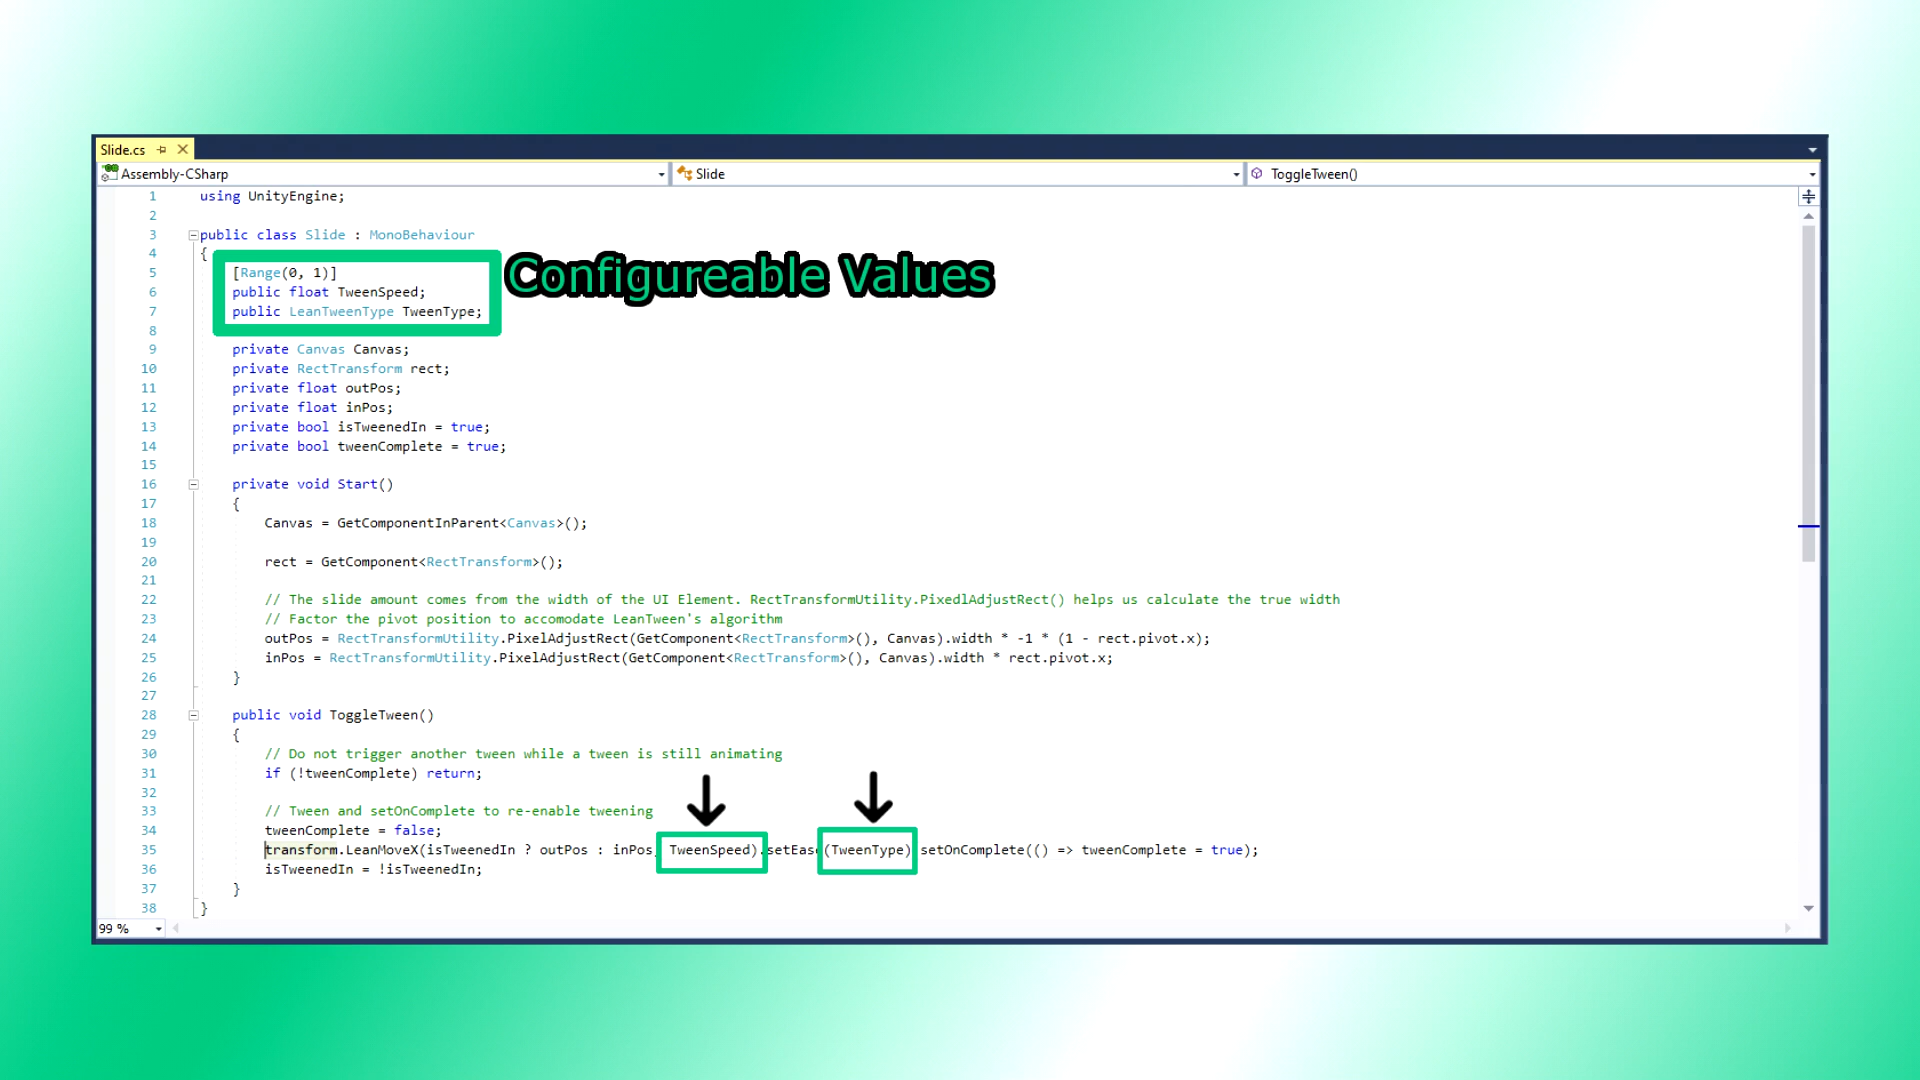 Slide.cs
Assembly-CSharp
Slide
ToggleTween()
1 using UnityEngine;
2
3 public class Slide : MonoBehaviour
4 {
5 [Range(0, 1)]
6 public float TweenSpeed;
7 public LeanTweenType TweenType;
Configureable Values
8
9 private Canvas Canvas;
10 private RectTransform rect;
11 private float outPos;
12 private float inPos;
13 private bool isTweenedIn = true;
14 private bool tweenComplete = true;
15
16 private void Start()
17 {
18 Canvas = GetComponentInParent<Canvas>();
19
20 rect = GetComponent<RectTransform>();
21
22 // The slide amount comes from the width of the UI Element. RectTransformUtility.PixedlAdjustRect() helps us calculate the true width
23 // Factor the pivot position to accomodate LeanTween's algorithm
24 outPos = RectTransformUtility.PixelAdjustRect(GetComponent<RectTransform>(), Canvas).width * -1 * (1 - rect.pivot.x);
25 inPos = RectTransformUtility.PixelAdjustRect(GetComponent<RectTransform>(), Canvas).width * rect.pivot.x;
26 }
27
28 public void ToggleTween()
29 {
30 // Do not trigger another tween while a tween is still animating
31 if (!tweenComplete) return;
32
33 // Tween and setOnComplete to re-enable tweening
34 tweenComplete = false;
35 transform.LeanMoveX(isTweenedIn ? outPos : inPos TweenSpeed).setEase(TweenType) setOnComplete(() => tweenComplete = true);
36 isTweenedIn = !isTweenedIn;
37 }
38 }
99 %